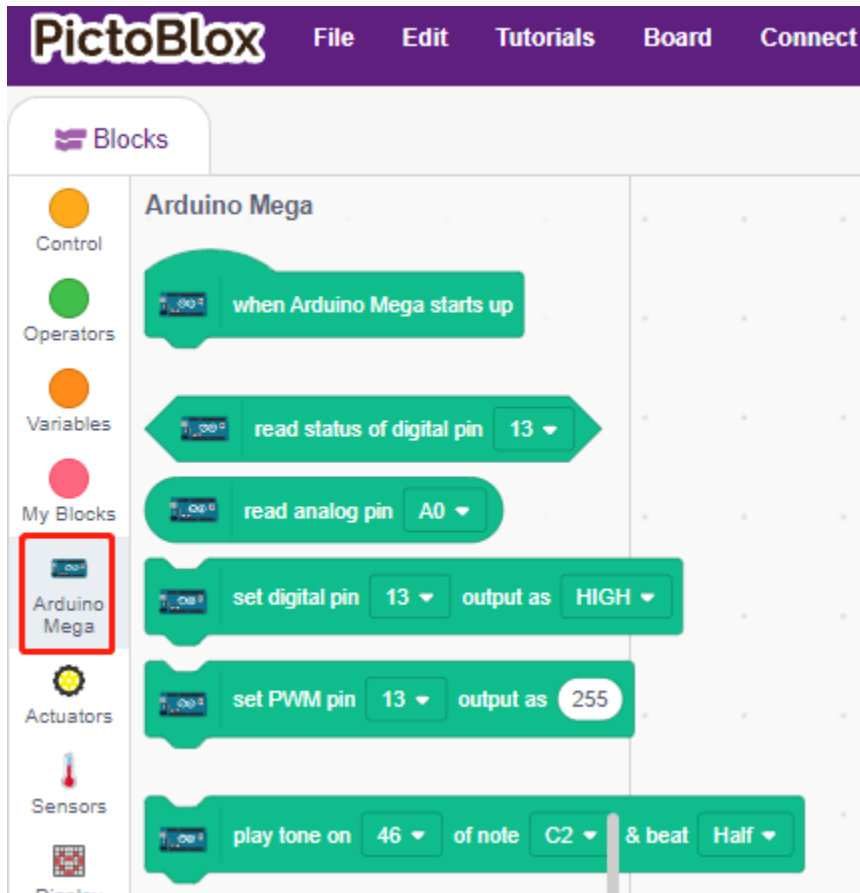 PictoBlox File Edit Tutorials Board Connect
Blocks
Control
Operators
Variables
My Blocks
Arduino
Mega
Actuators
Sensors
Display
Arduino Mega
when Arduino Mega starts up
read status of digital pin 13
read analog pin A0
set digital pin 13 output as HIGH
set PWM pin 13 output as 255
play tone on 46 of note C2 & beat Half